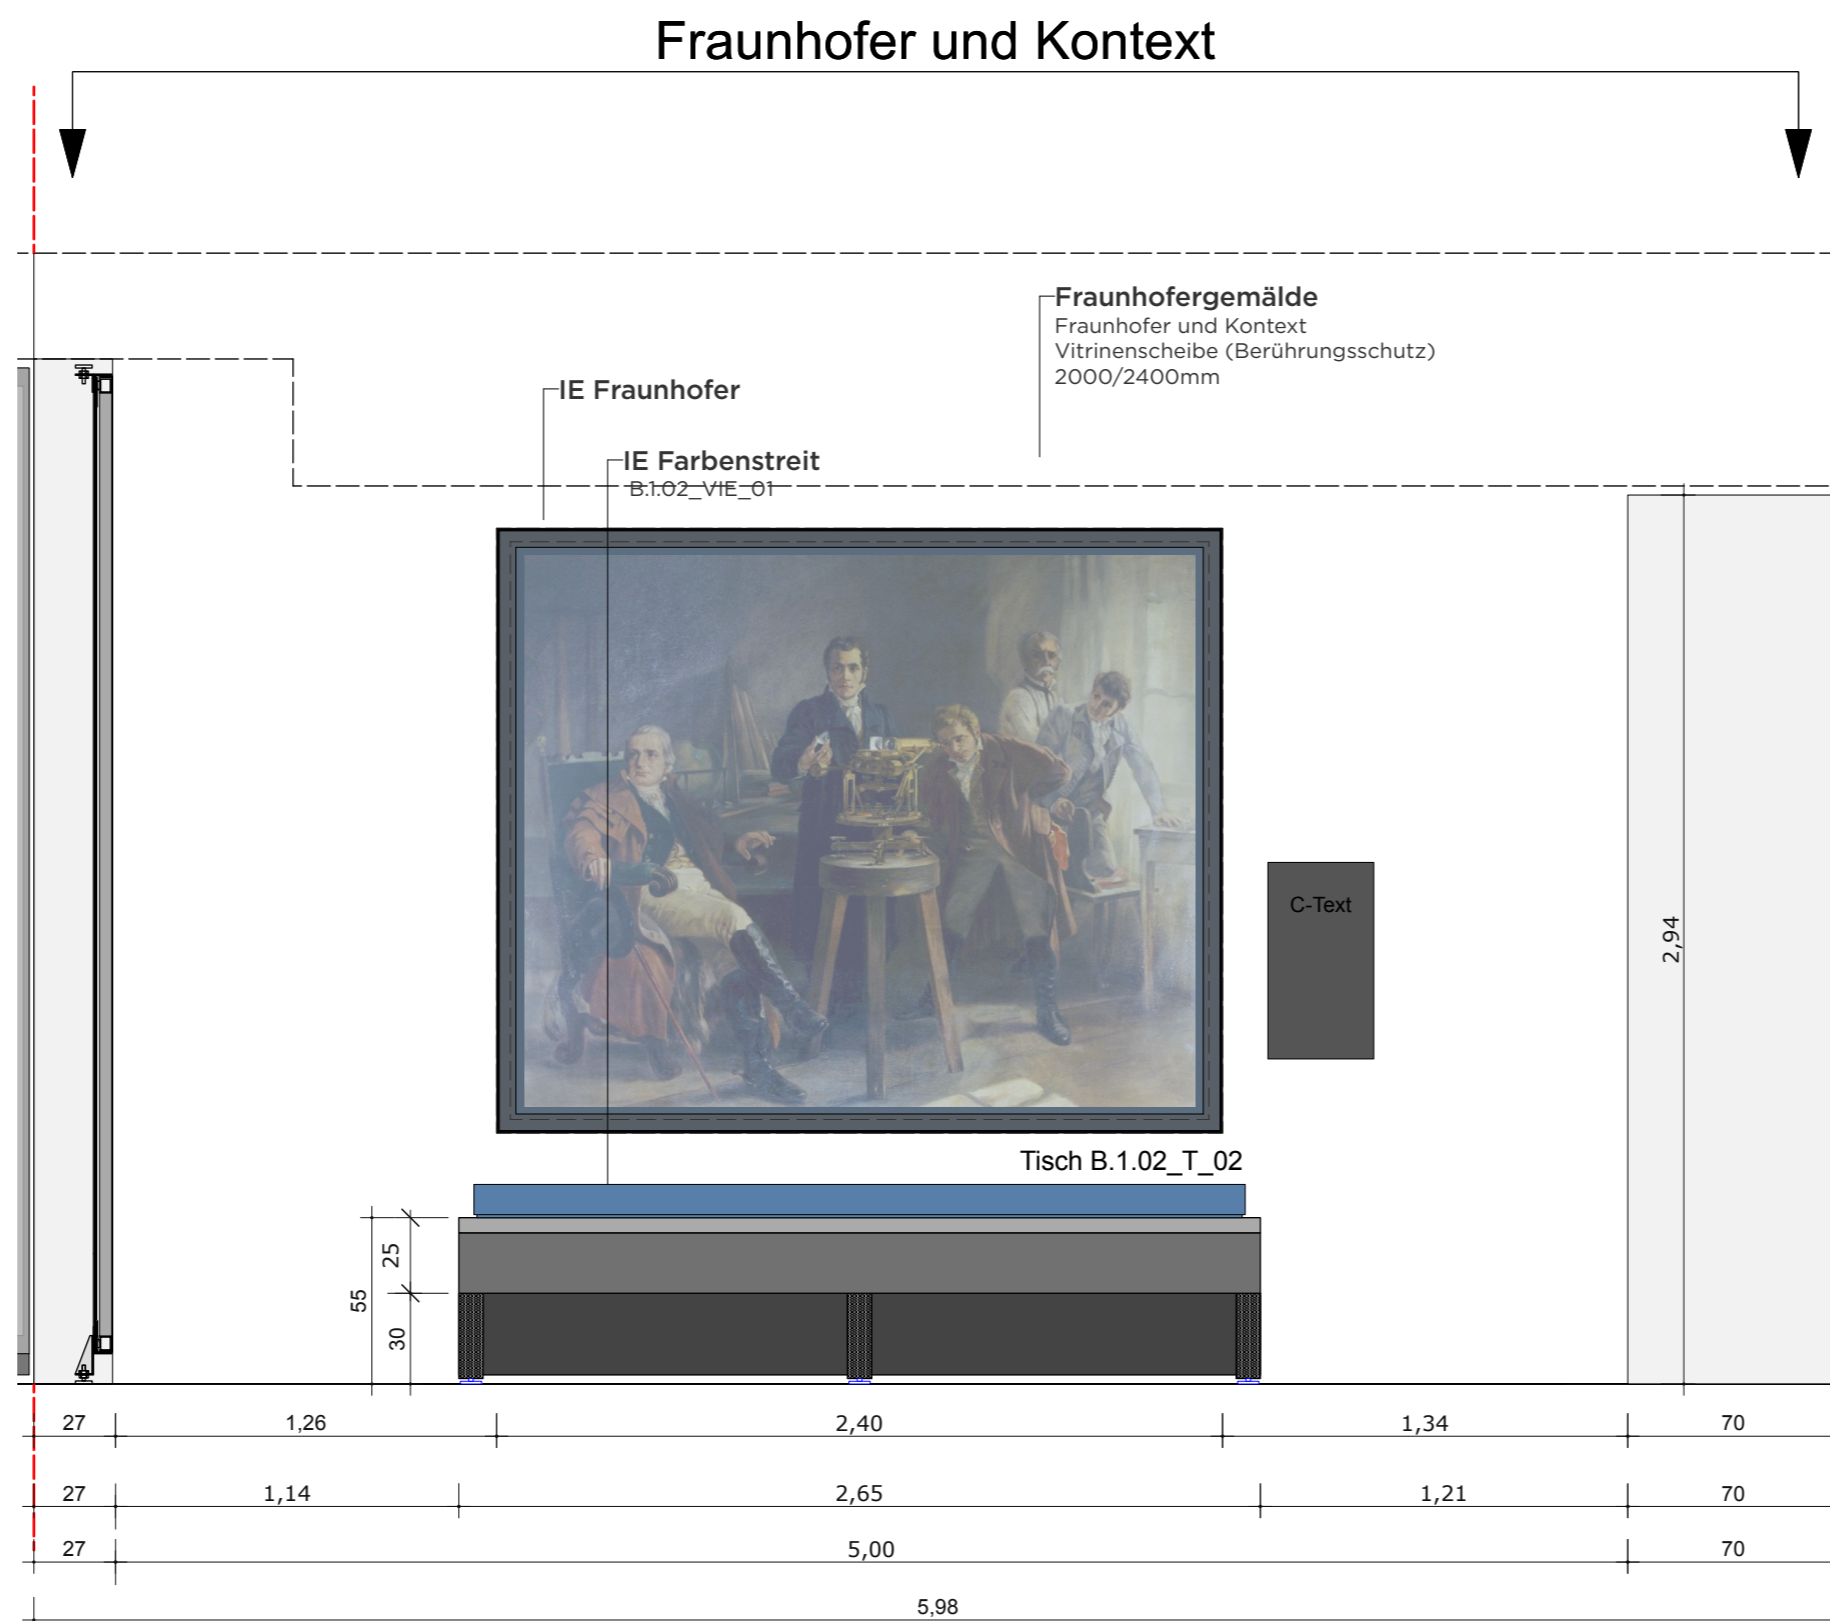 Fraunhofer und Kontext
Fraunhofergemälde
Fraunhofer und Kontext
Vitrinenscheibe (Berührungsschutz)
2000/2400mm
IE Fraunhofer
IE Farbenstreit
B.1.02_VIE_01
C-Text
2,94
Tisch B.1.02_T_02
25
55
30
27 1,26 2,40 1,34 70
27 1,14 2,65 1,21 70
27 5,00 70
5,98